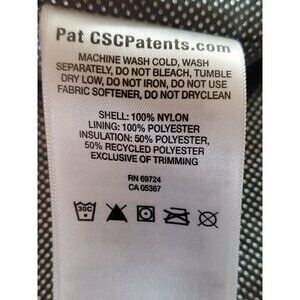 Pat CSCPatents.com
MACHINE WASH COLD, WASH
SEPARATELY, DO NOT BLEACH, TUMBLE
DRY LOW, DO NOT IRON, DO NOT USE
FABRIC SOFTENER, DO NOT DRYCLEAN
SHELL: 100% NYLON
LINING: 100% POLYESTER
INSULATION: 50% POLYESTER,
50% RECYCLED POLYESTER
EXCLUSIVE OF TRIMMING
RN 69724
CA 05367
30C